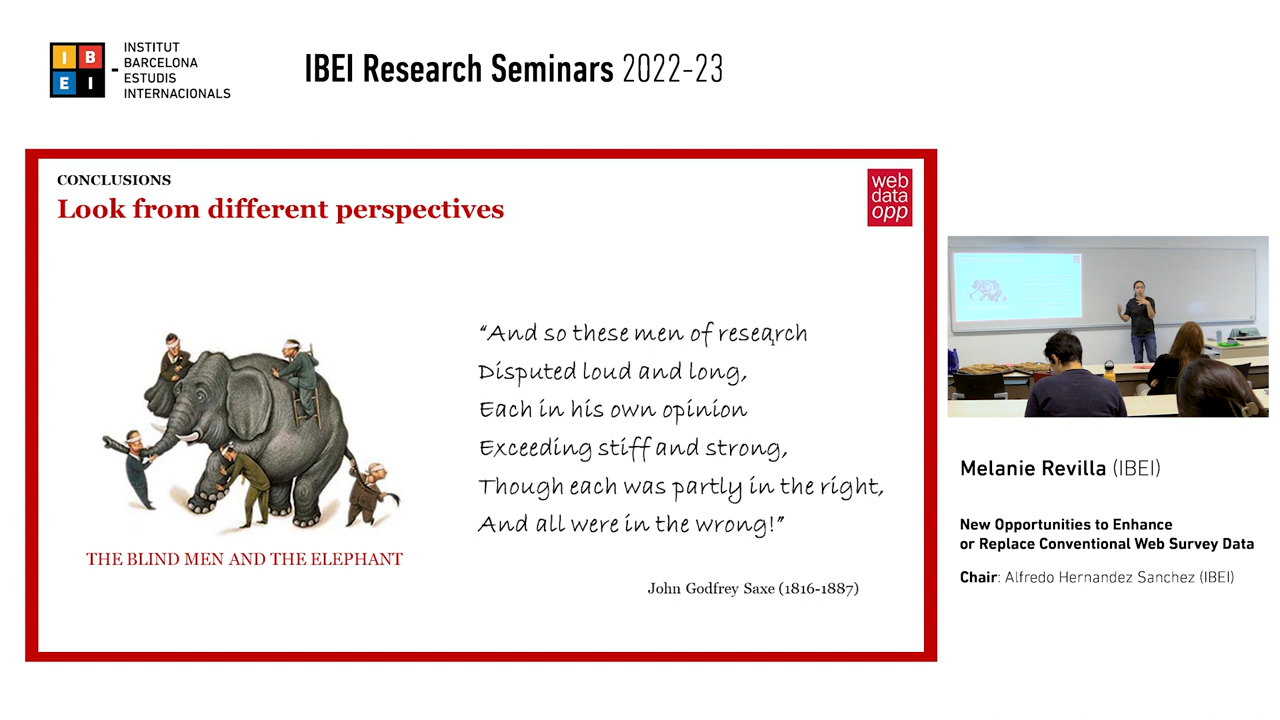 I B E I
INSTITUT
BARCELONA
ESTUDIS
INTERNACIONALS
IBEI Research Seminars 2022-23
CONCLUSIONS
Look from different perspectives
web
data
opp
“And so these men of research
Disputed loud and long,
Each in his own opinion
Exceeding stiff and strong,
Though each was partly in the right,
And all were in the wrong!”
THE BLIND MEN AND THE ELEPHANT
John Godfrey Saxe (1816-1887)
Melanie Revilla (IBEI)
New Opportunities to Enhance
or Replace Conventional Web Survey Data
Chair: Alfredo Hernandez Sanchez (IBEI)